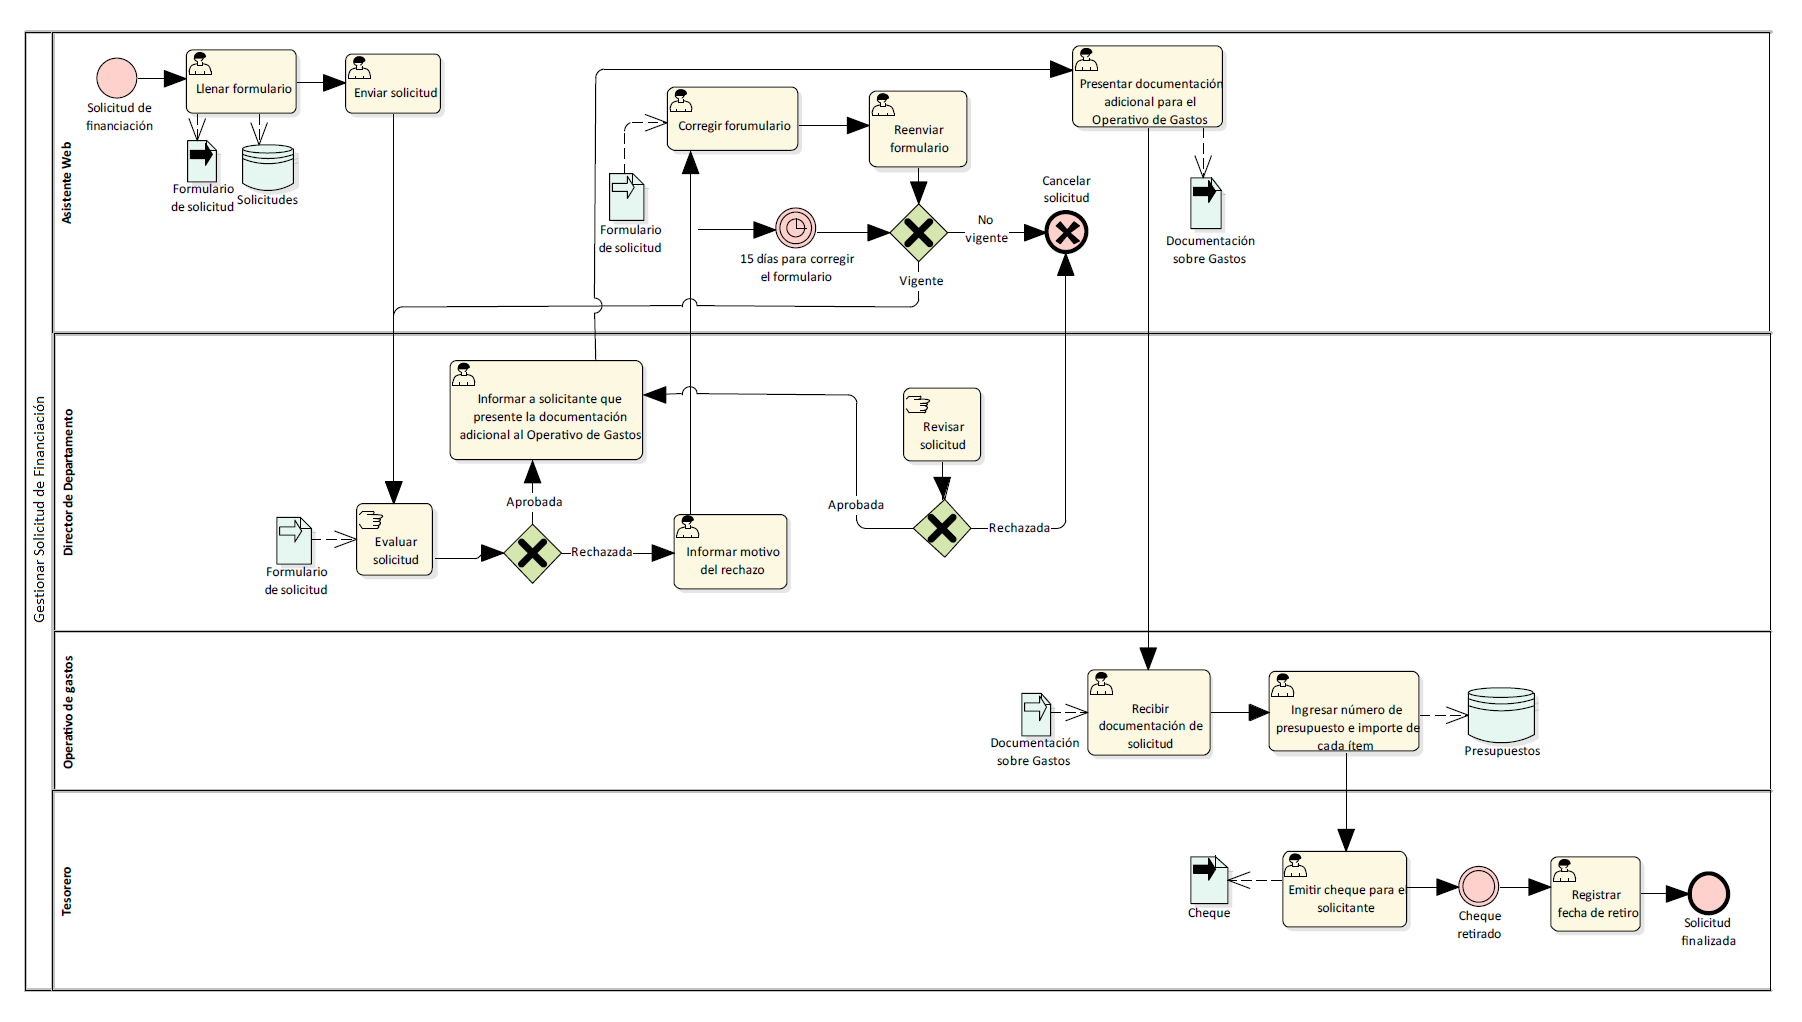 Gestionar Solicitud de Financiación
Asistente Web
Solicitud de
financiación
Llenar formulario
Enviar solicitud
Formulario
de solicitud
Solicitudes
Corregir forumulario
Reenviar
formulario
Presentar documentación
adicional para el
Operativo de Gastos
Formulario
de solicitud
15 días para corregir
el formulario
No
vigente
Vigente
Cancelar
solicitud
Documentación
sobre Gastos
Director de Departamento
Informar a solicitante que
presente la documentación
adicional al Operativo de Gastos
Revisar
solicitud
Aprobada
Aprobada
Rechazada
Formulario
de solicitud
Evaluar
solicitud
Rechazada
Informar motivo
del rechazo
Operativo de gastos
Documentación
sobre Gastos
Recibir
documentación de
solicitud
Ingresar número de
presupuesto e importe de
cada ítem
Presupuestos
Tesorero
Cheque
Emitir cheque para el
solicitante
Cheque
retirado
Registrar
fecha de retiro
Solicitud
finalizada